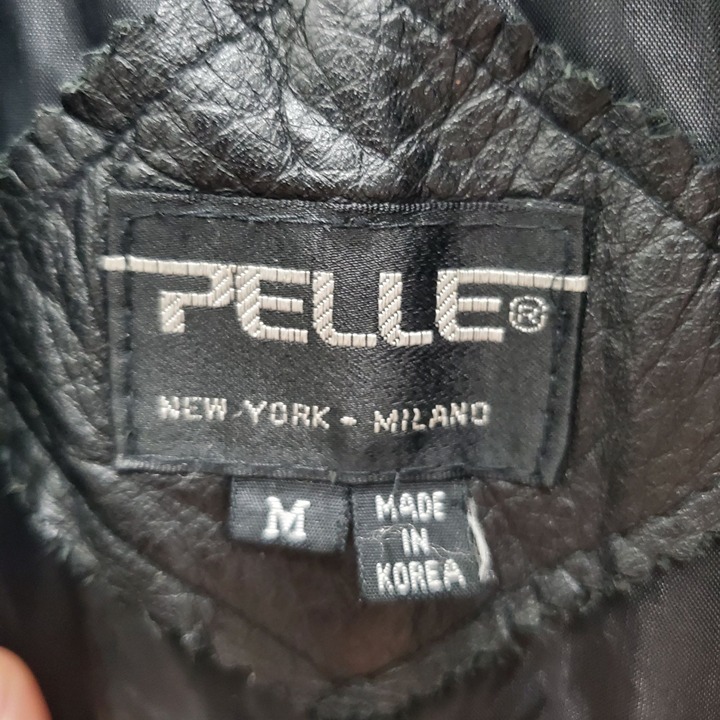 PELLE®
NEW YORK - MILANO
M
MADE
IN
KOREA